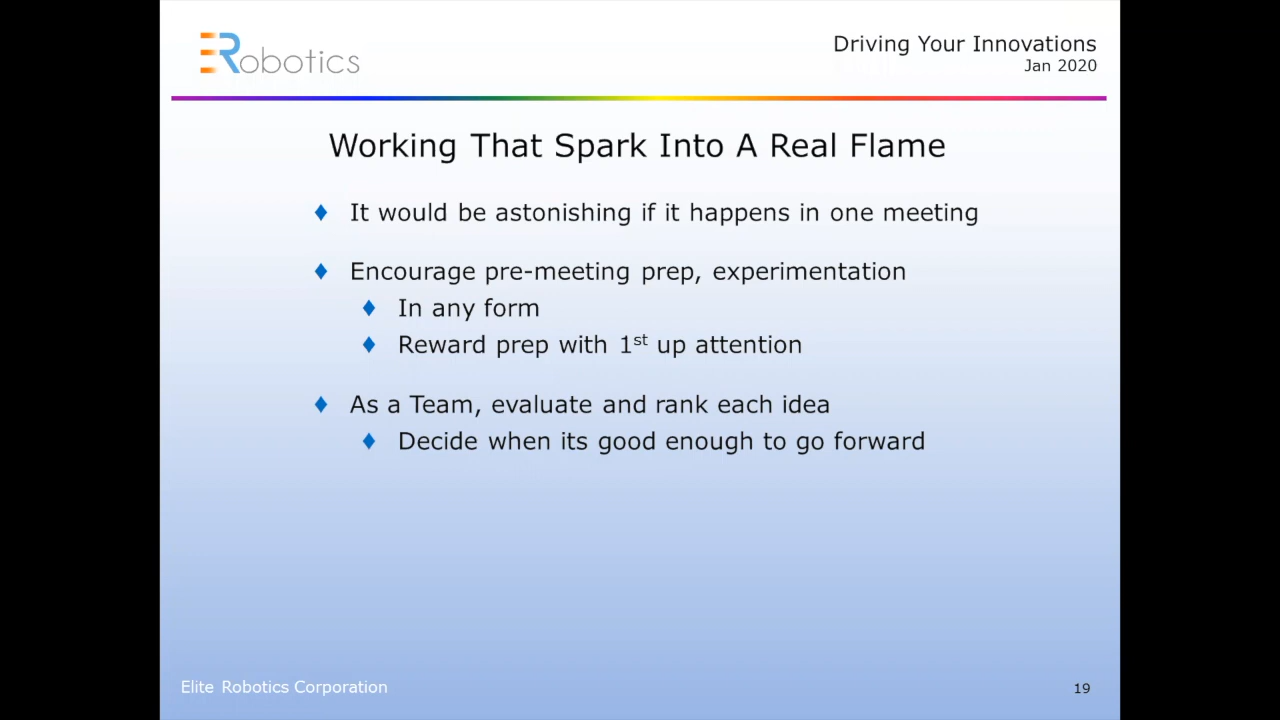 ERobotics
Driving Your Innovations
Jan 2020
Working That Spark Into A Real Flame
It would be astonishing if it happens in one meeting
Encourage pre-meeting prep, experimentation
In any form
Reward prep with 1st up attention
As a Team, evaluate and rank each idea
Decide when its good enough to go forward
Elite Robotics Corporation
19